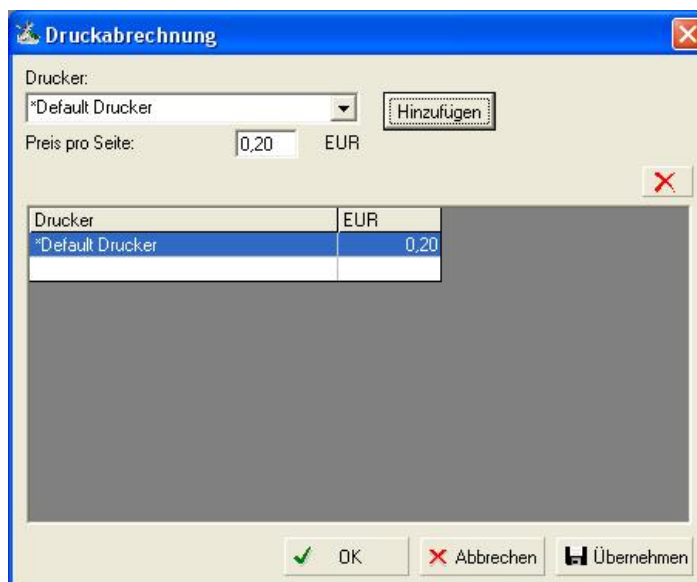 Druckabrechnung
Drucker:
*Default Drucker
Hinzufügen
Preis pro Seite: 0,20 EUR
Drucker EUR
*Default Drucker 0,20
OK Abbrechen Übernehmen